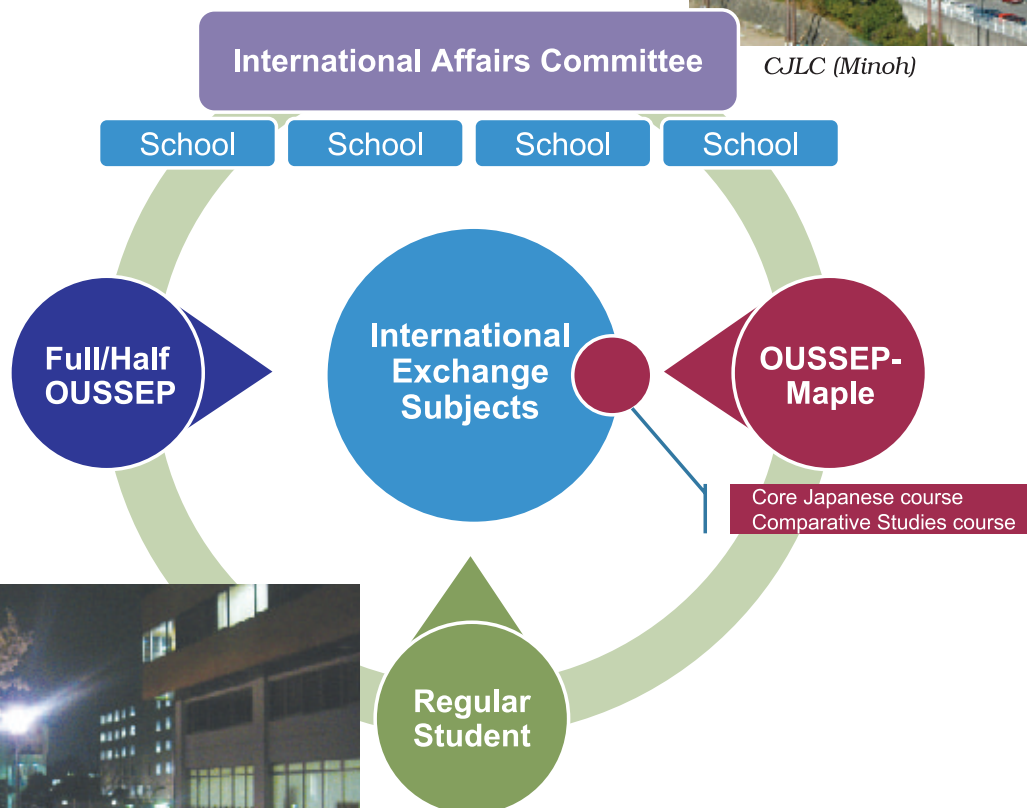 CJLC (Minoh)
International Affairs Committee
School
School
School
School
International
Exchange
Subjects
Full/Half
OUSSEP
OUSSEP-
Maple
Core Japanese course
Comparative Studies course
Regular
Student